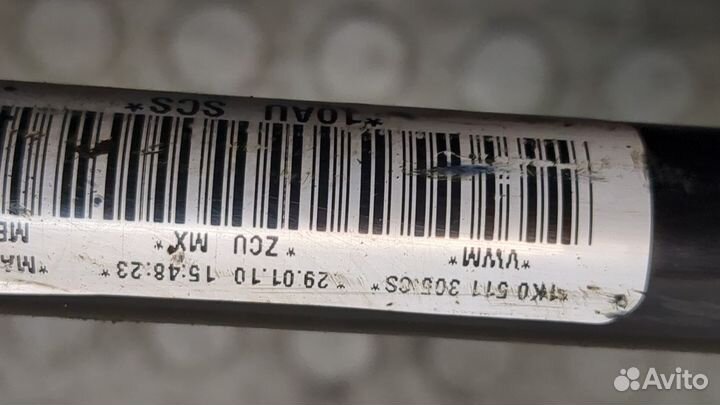 *1K0 511 305.CS* *29.01.10 15:48:23*
*VWM* * ZCU MX*
*10AU SCS*
Avito